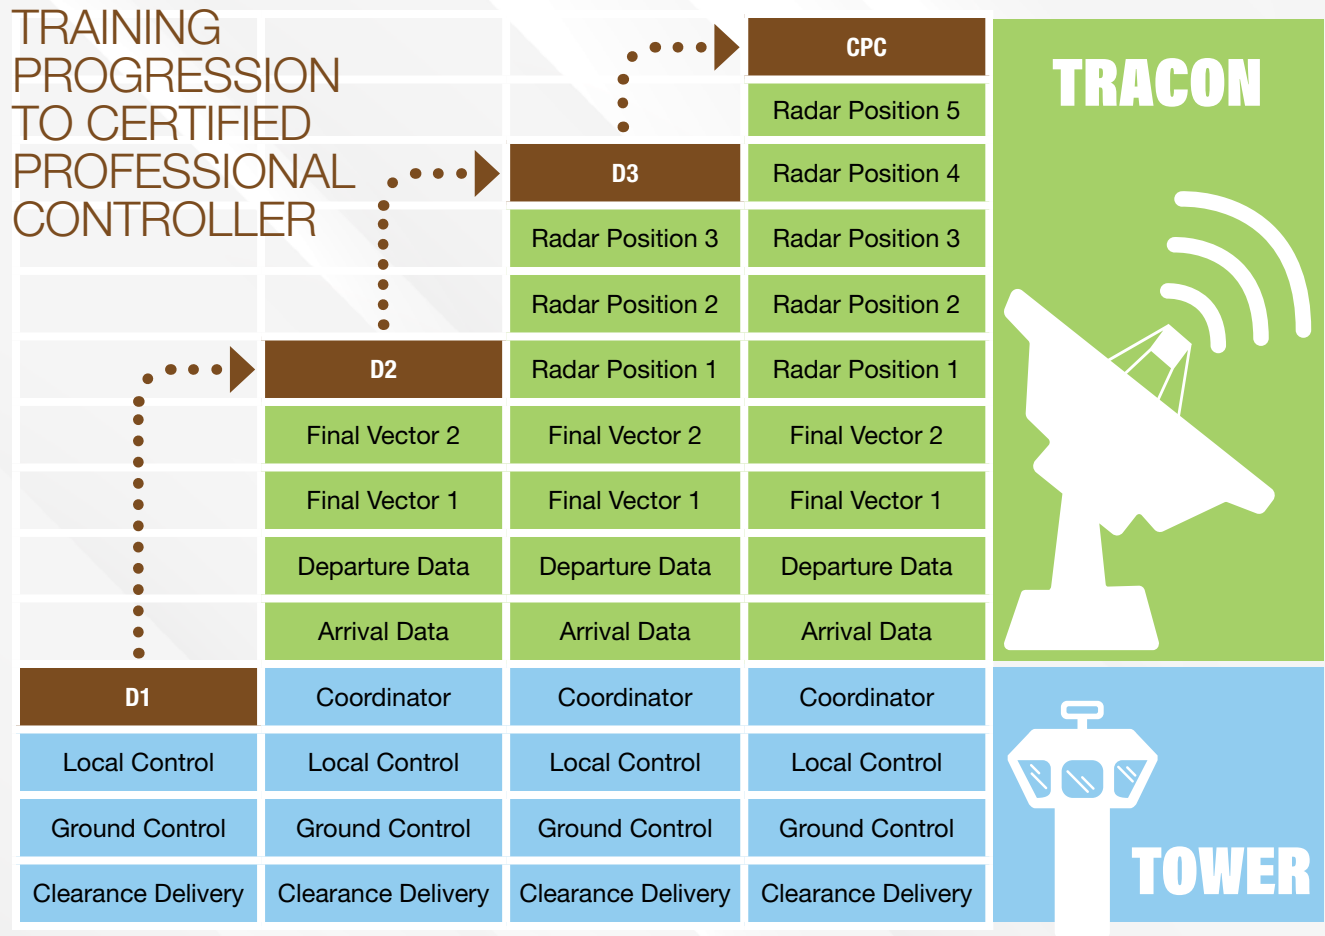 TRAINING
PROGRESSION
TO CERTIFIED
PROFESSIONAL
CONTROLLER
CPC
TRACON
Radar Position 5
D3
Radar Position 4
Radar Position 3
Radar Position 3
Radar Position 2
Radar Position 2
D2
Radar Position 1
Radar Position 1
Final Vector 2
Final Vector 2
Final Vector 2
Final Vector 1
Final Vector 1
Final Vector 1
Departure Data
Departure Data
Departure Data
Arrival Data
Arrival Data
Arrival Data
D1
Coordinator
Coordinator
Coordinator
Local Control
Local Control
Local Control
Local Control
Ground Control
Ground Control
Ground Control
Ground Control
Clearance Delivery
Clearance Delivery
Clearance Delivery
Clearance Delivery
TOWER